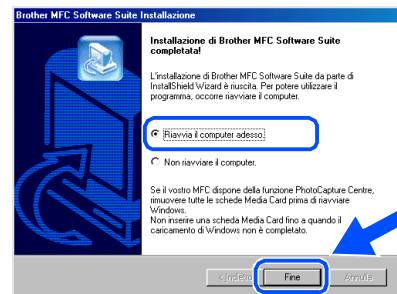 Brother MFC Software Suite Installazione
Installazione di Brother MFC Software Suite
completata!
L'installazione di Brother MFC Software Suite da parte di
InstallShield Wizard è riuscita. Per potere utilizzare il
programma, occorre riavviare il computer.
Riavvia il computer adesso.
Non riavviare il computer.
Se il vostro MFC dispone della funzione PhotoCapture Centre,
rimuovere tutte le schede Media Card prima di riavviare
Windows.
Non inserire una scheda Media Card fino a quando il
caricamento di Windows non è completato.
< Indietro Fine Annulla